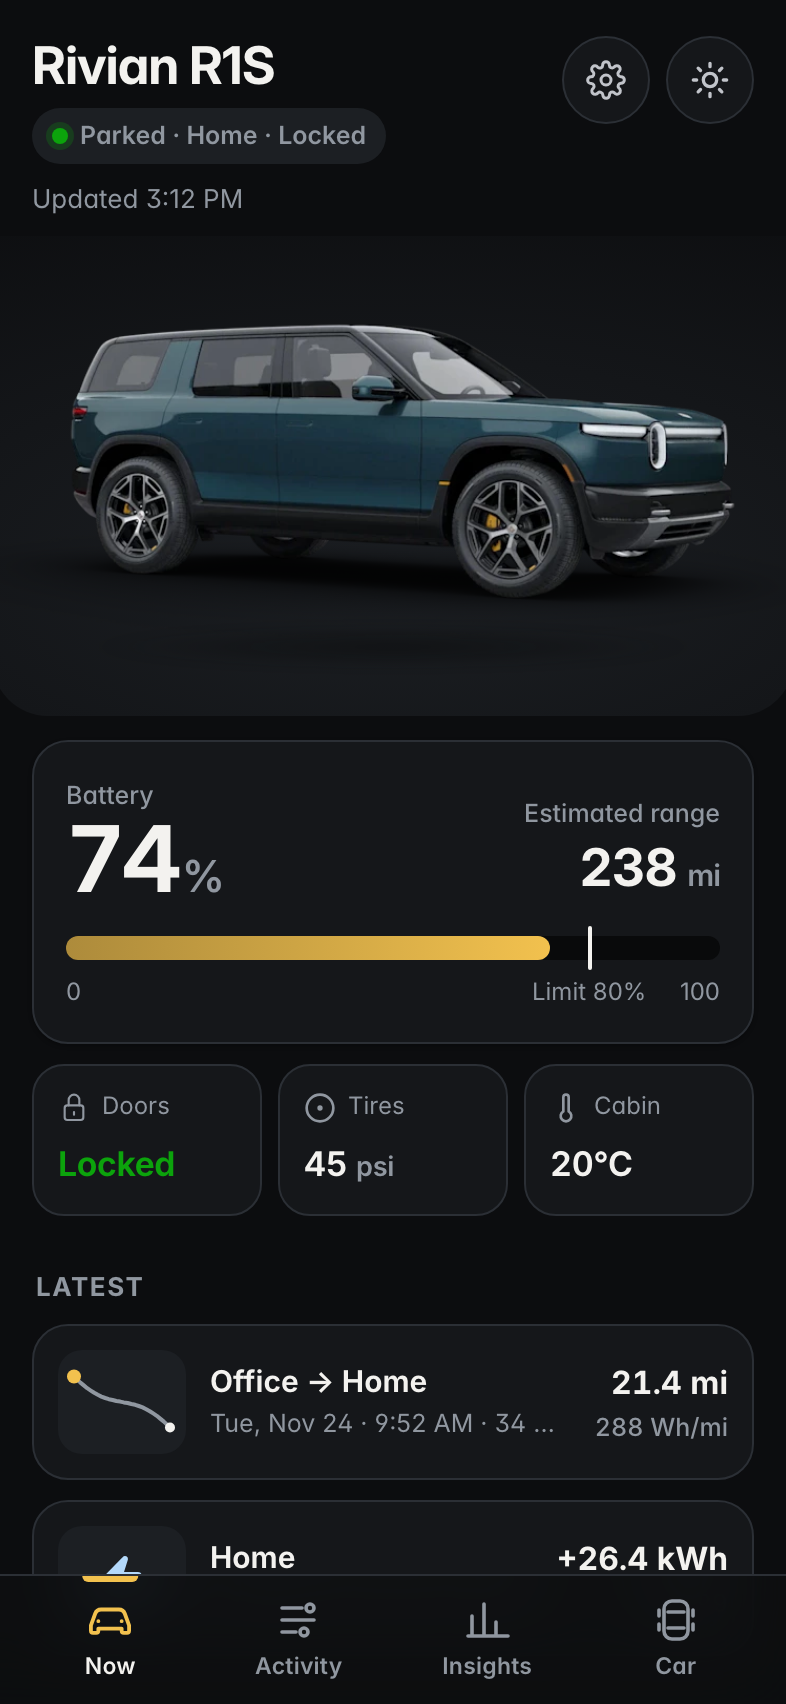 Rivian R1S
Parked · Home · Locked
Updated 3:12 PM
Battery
74%
Estimated range
238 mi
0
Limit 80%
100
Doors
Locked
Tires
45 psi
Cabin
20°C
LATEST
Office → Home
Tue, Nov 24 · 9:52 AM · 34 ...
21.4 mi
288 Wh/mi
Home
+26.4 kWh
Now
Activity
Insights
Car